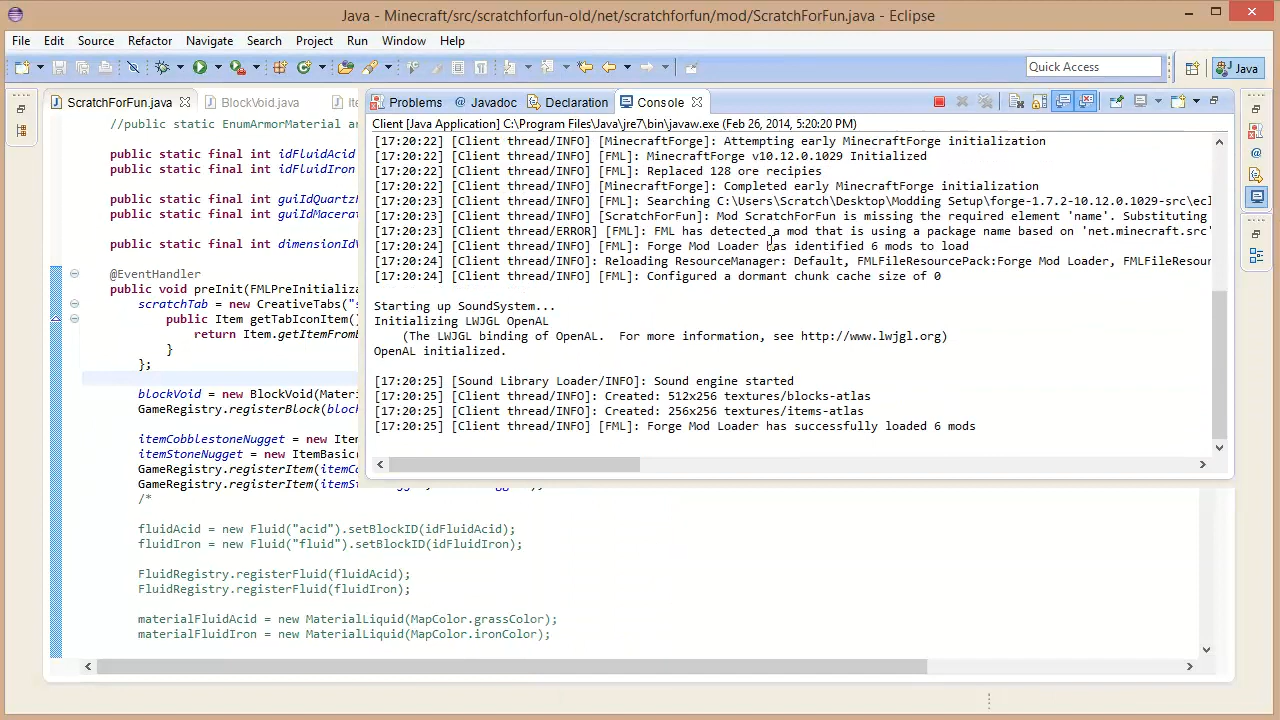 Java - Minecraft/src/scratchforfun-old/net/scratchforfun/mod/ScratchForFun.java - Eclipse
File Edit Source Refactor Navigate Search Project Run Window Help
Quick Access
Java
ScratchForFun.java BlockVoid.java
Problems Javadoc Declaration Console
Client [Java Application] C:\Program Files\Java\jre7\bin\javaw.exe (Feb 26, 2014, 5:20:20 PM)
[17:20:22] [Client thread/INFO] [MinecraftForge]: Attempting early MinecraftForge initialization
[17:20:22] [Client thread/INFO] [FML]: MinecraftForge v10.12.0.1029 Initialized
[17:20:22] [Client thread/INFO] [FML]: Replaced 128 ore recipies
[17:20:22] [Client thread/INFO] [MinecraftForge]: Completed early MinecraftForge initialization
[17:20:23] [Client thread/INFO] [FML]: Searching C:\Users\Scratch\Desktop\Modding Setup\forge-1.7.2-10.12.0.1029-src\ecl
[17:20:23] [Client thread/INFO] [ScratchForFun]: Mod ScratchForFun is missing the required element 'name'. Substituting
[17:20:23] [Client thread/ERROR] [FML]: FML has detected a mod that is using a package name based on 'net.minecraft.src'
[17:20:24] [Client thread/INFO] [FML]: Forge Mod Loader has identified 6 mods to load
[17:20:24] [Client thread/INFO]: Reloading ResourceManager: Default, FMLFileResourcePack:Forge Mod Loader, FMLFileResour
[17:20:24] [Client thread/INFO] [FML]: Configured a dormant chunk cache size of 0
Starting up SoundSystem...
Initializing LWJGL OpenAL
(The LWJGL binding of OpenAL. For more information, see http://www.lwjgl.org)
OpenAL initialized.
[17:20:25] [Sound Library Loader/INFO]: Sound engine started
[17:20:25] [Client thread/INFO]: Created: 512x256 textures/blocks-atlas
[17:20:25] [Client thread/INFO]: Created: 256x256 textures/items-atlas
[17:20:25] [Client thread/INFO] [FML]: Forge Mod Loader has successfully loaded 6 mods
//public static EnumArmorMaterial ar
public static final int idFluidAcid
public static final int idFluidIron
public static final int guiIdQuartzF
public static final int guiIdMacerat
public static final int dimensionIdV
@EventHandler
public void preInit(FMLPreInitializa
scratchTab = new CreativeTabs("s
public Item getTabIconItem()
return Item.getItemFromB
}
};
blockVoid = new BlockVoid(Mater
GameRegistry.registerBlock(block
itemCobblestoneNugget = new Item
itemStoneNugget = new ItemBasic(
GameRegistry.registerItem(itemCo
GameRegistry.registerItem(itemS
/*
fluidAcid = new Fluid("acid").setBlockID(idFluidAcid);
fluidIron = new Fluid("fluid").setBlockID(idFluidIron);
FluidRegistry.registerFluid(fluidAcid);
FluidRegistry.registerFluid(fluidIron);
materialFluidAcid = new MaterialLiquid(MapColor.grassColor);
materialFluidIron = new MaterialLiquid(MapColor.ironColor);